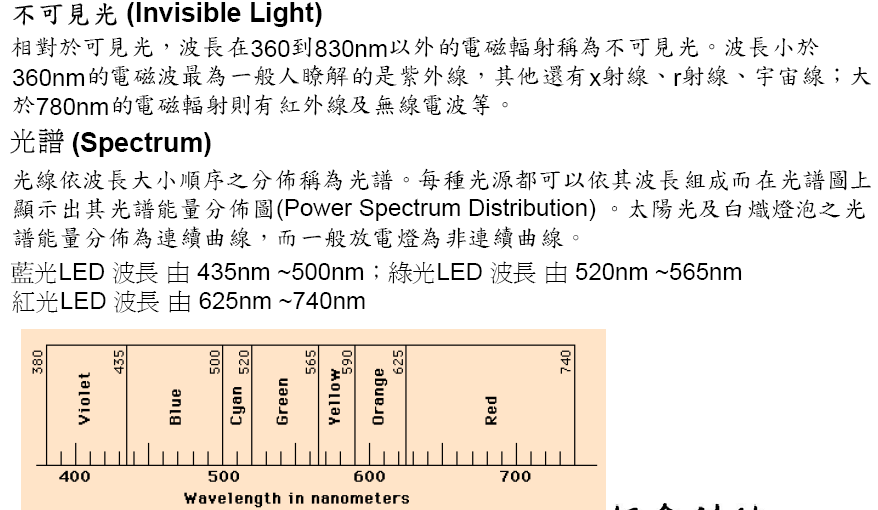 不可見光 (Invisible Light)
相對於可見光，波長在360到830nm以外的電磁輻射稱為不可見光。波長小於
360nm的電磁波最為一般人瞭解的是紫外線，其他還有x射線、r射線、宇宙線；大
於780nm的電磁輻射則有紅外線及無線電波等。
光譜 (Spectrum)
光線依波長大小順序之分佈稱為光譜。每種光源都可以依其波長組成而在光譜圖上
顯示出其光譜能量分佈圖(Power Spectrum Distribution) 。太陽光及白熾燈泡之光
譜能量分佈為連續曲線，而一般放電燈為非連續曲線。
藍光LED 波長 由 435nm ~500nm；綠光LED 波長 由 520nm ~565nm
紅光LED 波長 由 625nm ~740nm
380 435 500 520 565 590 625 740
Violet Blue Cyan Green Yellow Orange Red
400 500 600 700
Wavelength in nanometers